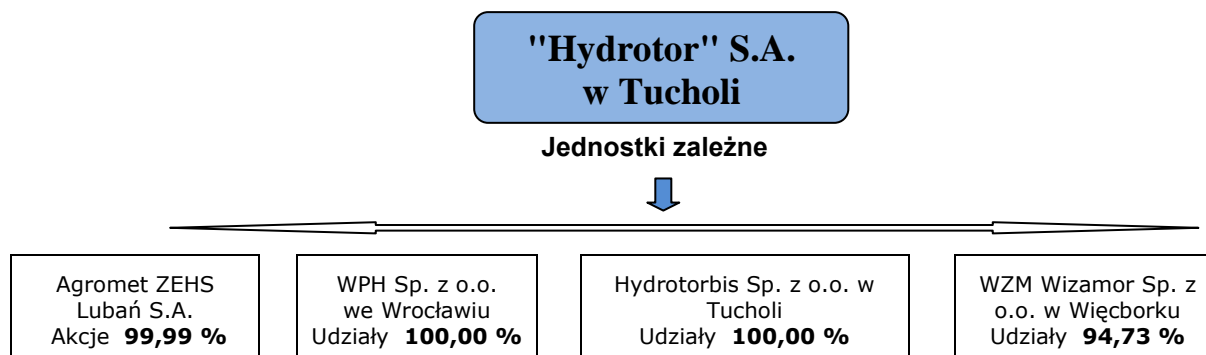 "Hydrotor" S.A.
w Tucholi
Jednostki zależne
Agromet ZEHS
Lubań S.A.
Akcje 99,99 %
WPH Sp. z o.o.
we Wrocławiu
Udziały 100,00 %
Hydrotorbis Sp. z o.o. w
Tucholi
Udziały 100,00 %
WZM Wizamor Sp. z
o.o. w Więcborku
Udziały 94,73 %